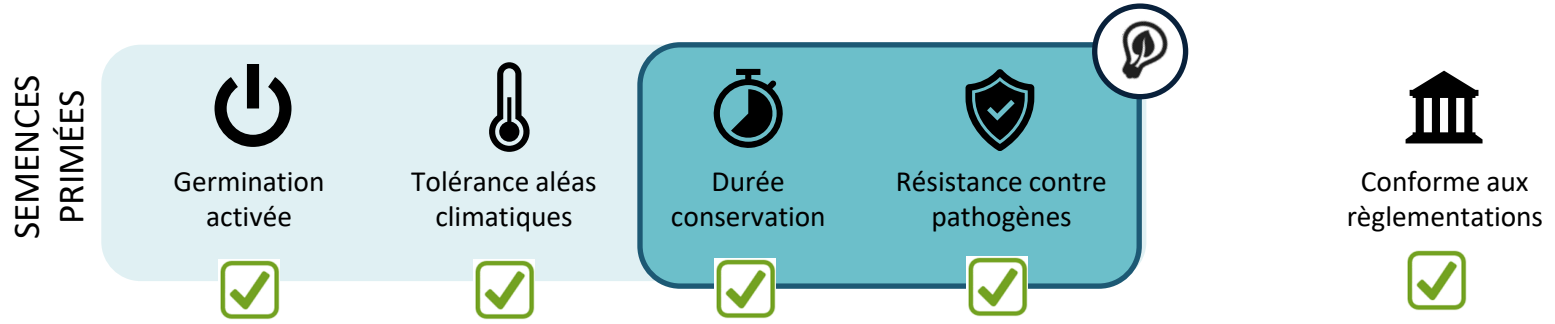 SEMENCES
PRIMÉES
Germination
activée
Tolérance aléas
climatiques
Durée
conservation
Résistance contre
pathogènes
Conforme aux
règlementations